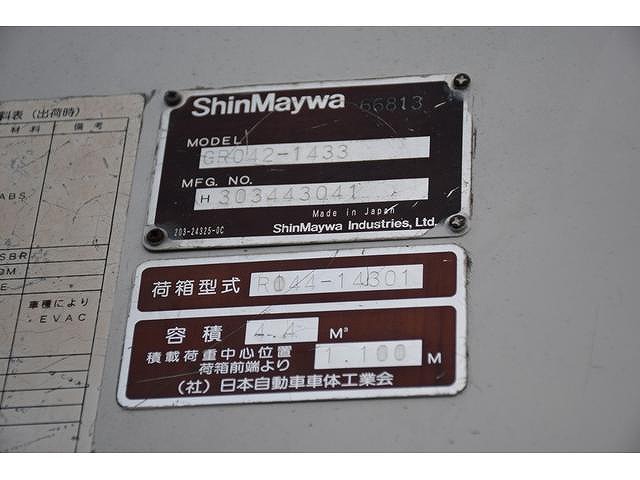 ShinMaywa 66813
MODEL
GR042-1433
MFG. NO.
H 303443041
Made in Japan
203-24325-0C
ShinMaywa Industries, Ltd.
荷箱型式 R044-14301
容積 4.4 M³
積載荷重中心位置
荷箱前端より 1.100 M
(社)日本自動車車体工業会
料表(出荷時)
材料 備考
ABS
SBR
車種により
EVAC